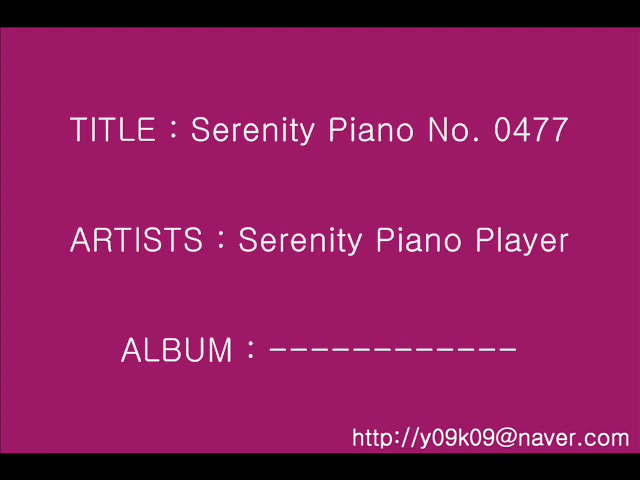 TITLE : Serenity Piano No. 0477
ARTISTS : Serenity Piano Player
ALBUM : ------------
http://y09k09@naver.com